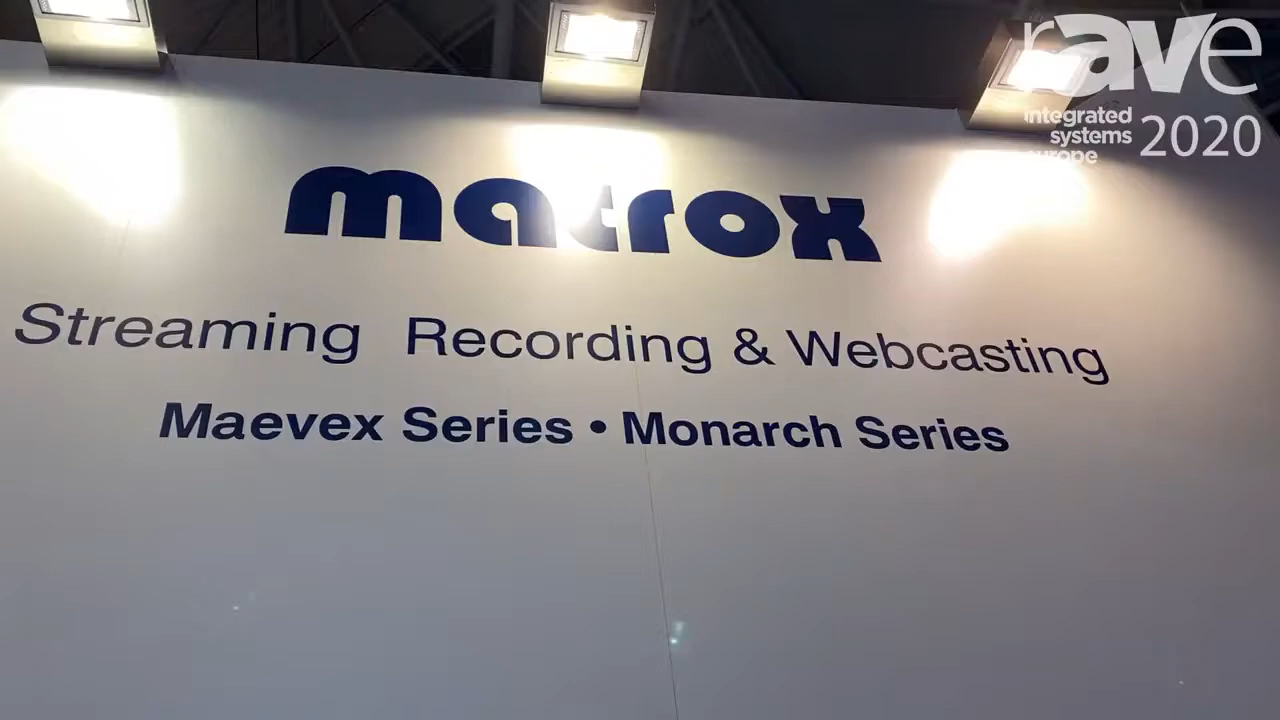 rAVe
integrated
systems
europe
2020
matrox
Streaming Recording & Webcasting
Maevex Series • Monarch Series